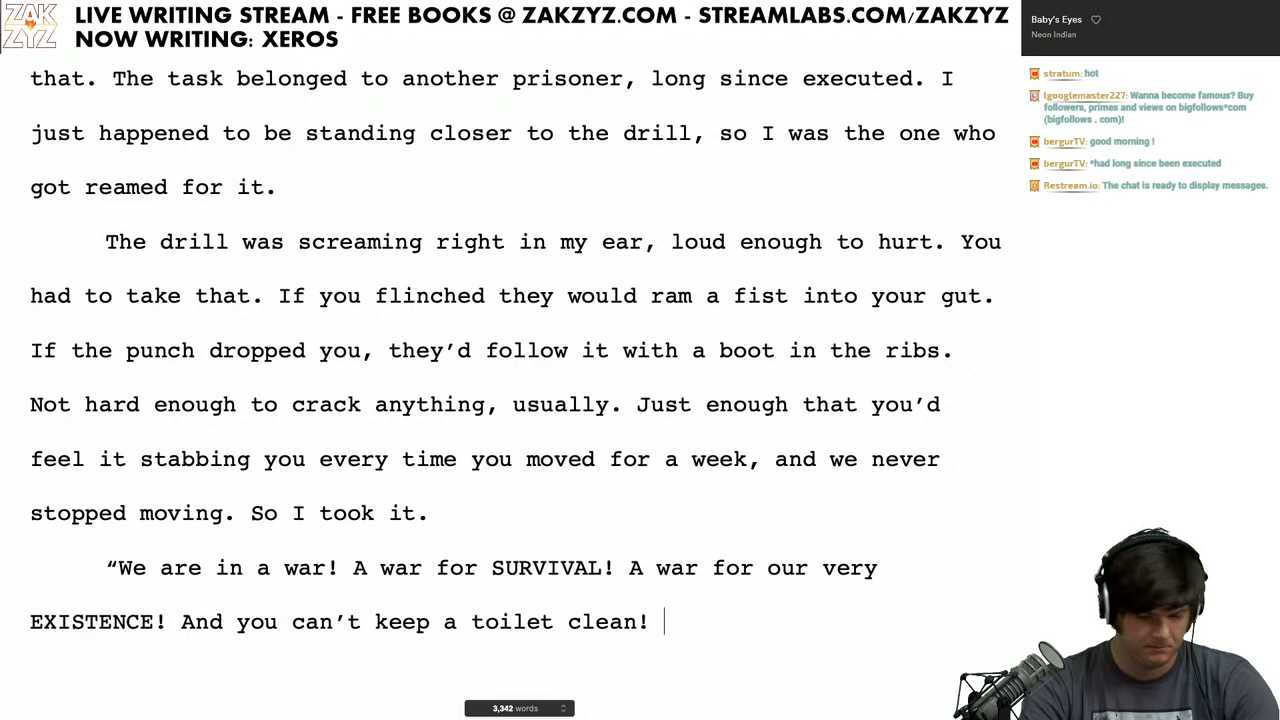 ZAK
ZYZ
LIVE WRITING STREAM - FREE BOOKS @ ZAKZYZ.COM - STREAMLABS.COM/ZAKZYZ
NOW WRITING: XEROS
that. The task belonged to another prisoner, long since executed. I
just happened to be standing closer to the drill, so I was the one who
got reamed for it.
The drill was screaming right in my ear, loud enough to hurt. You
had to take that. If you flinched they would ram a fist into your gut.
If the punch dropped you, they’d follow it with a boot in the ribs.
Not hard enough to crack anything, usually. Just enough that you’d
feel it stabbing you every time you moved for a week, and we never
stopped moving. So I took it.
“We are in a war! A war for SURVIVAL! A war for our very
EXISTENCE! And you can’t keep a toilet clean!
3,342 words
Baby's Eyes
Neon Indian
stratum: hot
lgooglemaster227: Wanna become famous? Buy
followers, primes and views on bigfollows*com
(bigfollows . com)!
bergurTV: good morning !
bergurTV: *had long since been executed
Restream.io: The chat is ready to display messages.